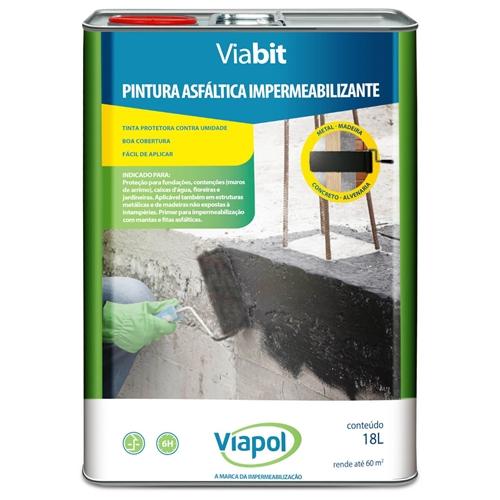 Viabit
PINTURA ASFÁLTICA IMPERMEABILIZANTE
TINTA PROTETORA CONTRA UMIDADE
BOA COBERTURA
FÁCIL DE APLICAR
METAL - MADEIRA
CONCRETO - ALVENARIA
INDICADO PARA:
Proteção para fundações, contenções (muros
de arrimo), caixas d'água, floreiras e
jardineiras. Aplicável também em estruturas
metálicas e de madeiras não expostas à
intempéries. Primer para impermeabilização
com mantas e fitas asfálticas.
6H
Viapol
A MARCA DA IMPERMEABILIZAÇÃO
conteúdo
18L
rende até 60 m²